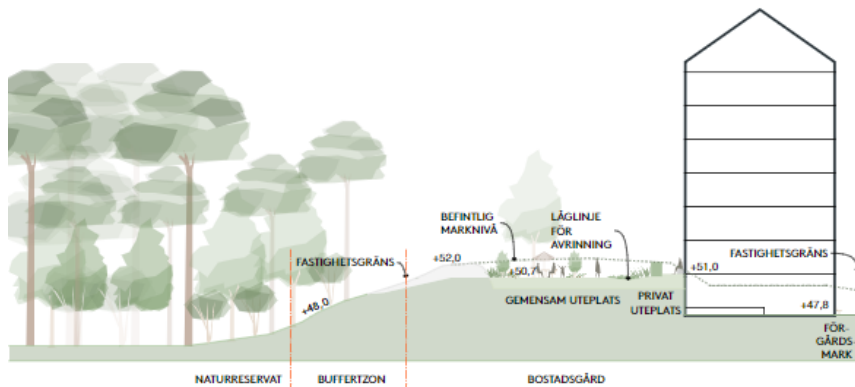 BEFINTLIG
MARKNIVÅ
LÅGLINJE
FÖR
AVRINNING
FASTIGHETSGRÄNS
FASTIGHETSGRÄNS
+52,0
+50,7
+51,0
+48,0
+47,8
GEMENSAM UTEPLATS
PRIVAT
UTEPLATS
FÖR-
GÅRDS-
MARK
NATURRESERVAT
BUFFERTZON
BOSTADSGÅRD